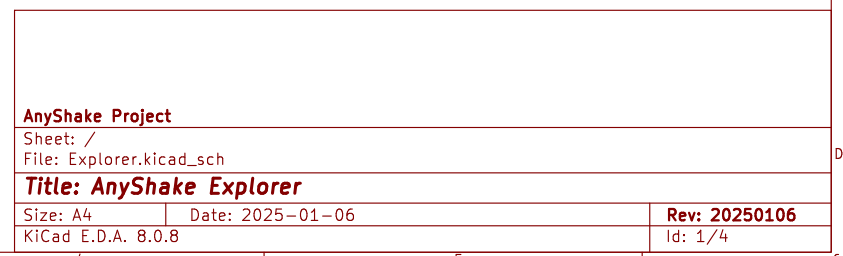 AnyShake Project
Sheet: /
File: Explorer.kicad_sch
Title: AnyShake Explorer
Size: A4 Date: 2025-01-06 Rev: 20250106
KiCad E.D.A. 8.0.8 Id: 1/4
D